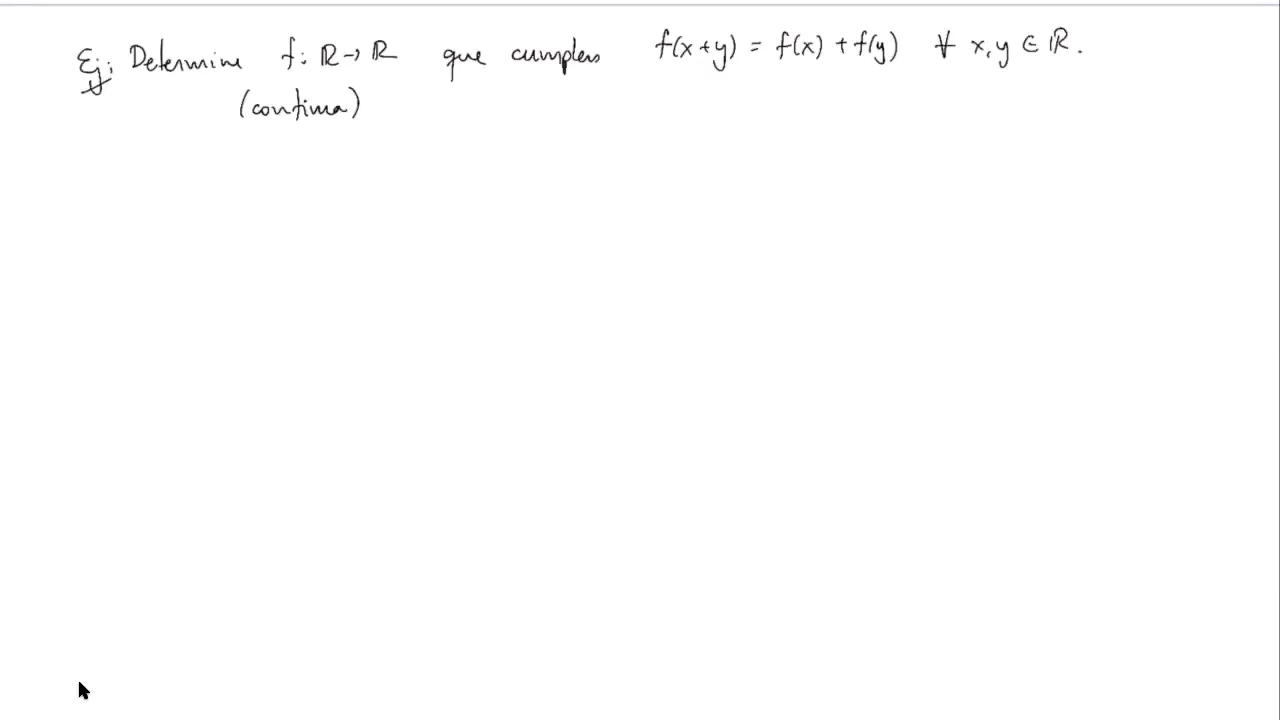 Ej: Determine f: ℝ → ℝ que cumplen f(x+y) = f(x) + f(y) ∀ x, y ∈ ℝ.
(continua)